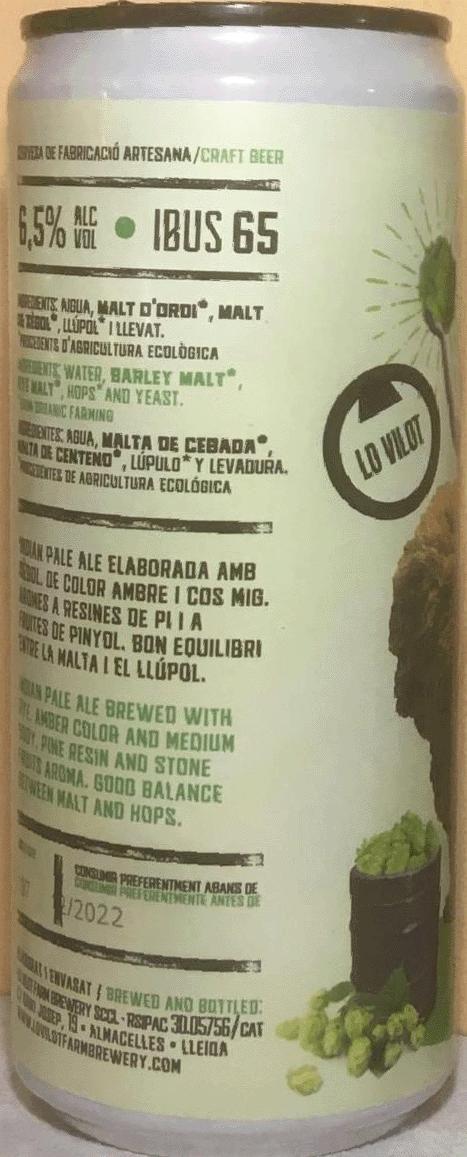 CERVESA DE FABRICACIÓ ARTESANA/CRAFT BEER
6,5% ALC VOL • IBUS 65
INGREDIENTS: AIGUA, MALT D'ORDI*, MALT
DE SÈGOL*, LLÚPOL* I LLEVAT.
*PROCEDENTS D'AGRICULTURA ECOLÒGICA
INGREDIENTS: WATER, BARLEY MALT*,
RYE MALT*, HOPS* AND YEAST.
ORGANIC FARMING
INGREDIENTES: AGUA, MALTA DE CEBADA*,
MALTA DE CENTENO*, LÚPULO* Y LEVADURA.
*PROCEDENTES DE AGRICULTURA ECOLÓGICA
LO VILOT
INDIAN PALE ALE ELABORADA AMB
SÈGOL. DE COLOR AMBRE I COS MIG.
AROMES A RESINES DE PI I A
FRUITES DE PINYOL. BON EQUILIBRI
ENTRE LA MALTA I EL LLÚPOL.
INDIAN PALE ALE BREWED WITH
RYE. AMBER COLOR AND MEDIUM
BODY. PINE RESIN AND STONE
FRUITS AROMA. GOOD BALANCE
BETWEEN MALT AND HOPS.
CONSUMIR PREFERENTMENT ABANS DE
CONSUMIR PREFERENTEMENTE ANTES DE
/2022
ELABORAT I ENVASAT / BREWED AND BOTTLED:
LO VILOT FARM BREWERY SCCL · RSIPAC 30.05756/CAT
JOSEP, 19 • ALMACELLES • LLEIDA
WWW.LOVILOTFARMBREWERY.COM